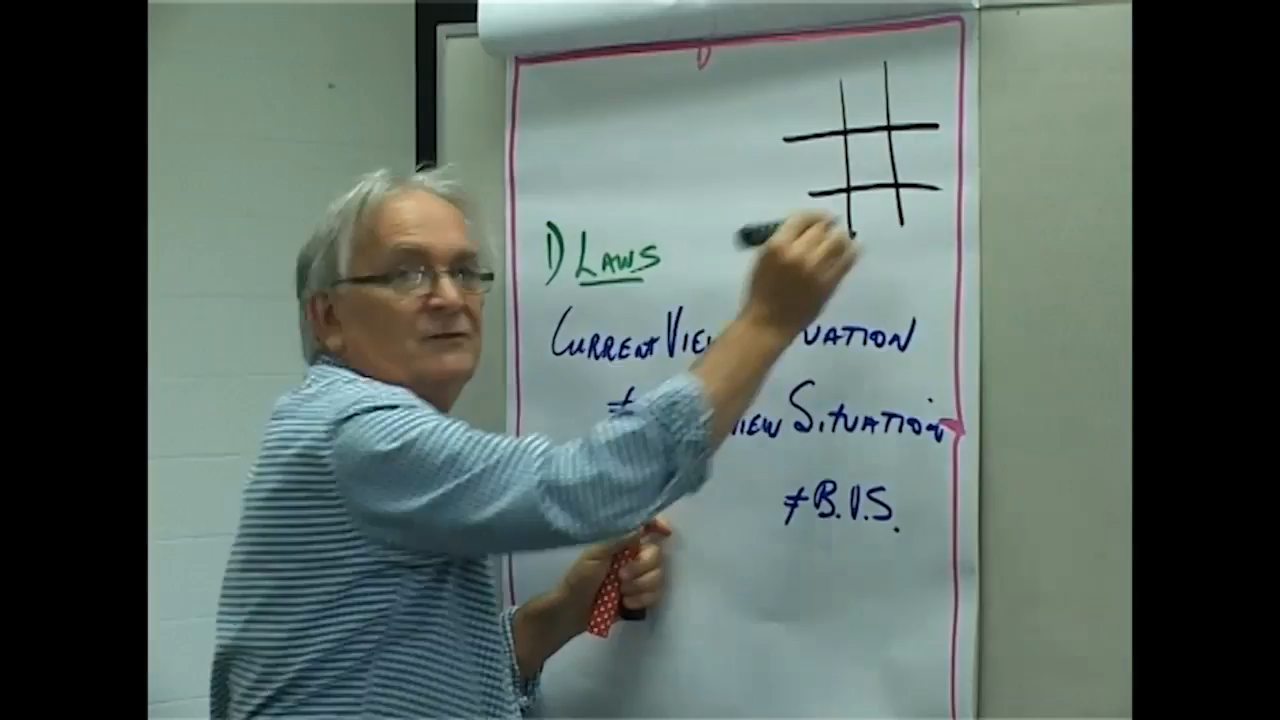 1) LAWS
CURRENT VIEW SITUATION
≠ VIEW SITUATION
≠ B.V.S.